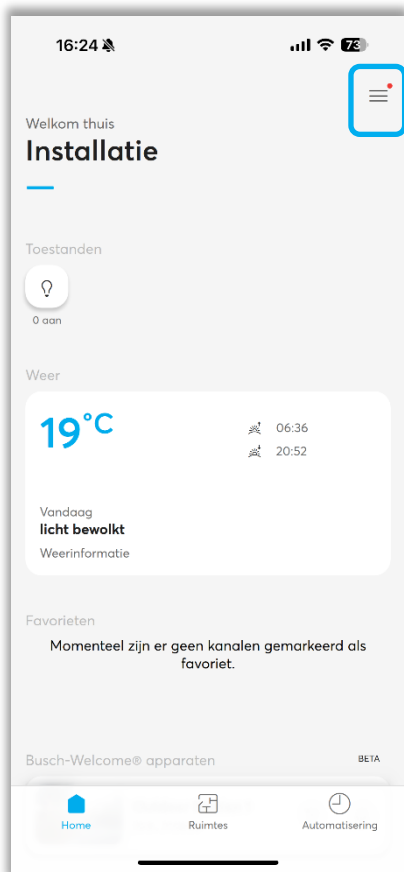 16:24
73
Welkom thuis
Installatie
Toestanden
0 aan
Weer
19°C
06:36
20:52
Vandaag
licht bewolkt
Weerinformatie
Favorieten
Momenteel zijn er geen kanalen gemarkeerd als
favoriet.
Busch-Welcome® apparaten
BETA
Home
Ruimtes
Automatisering